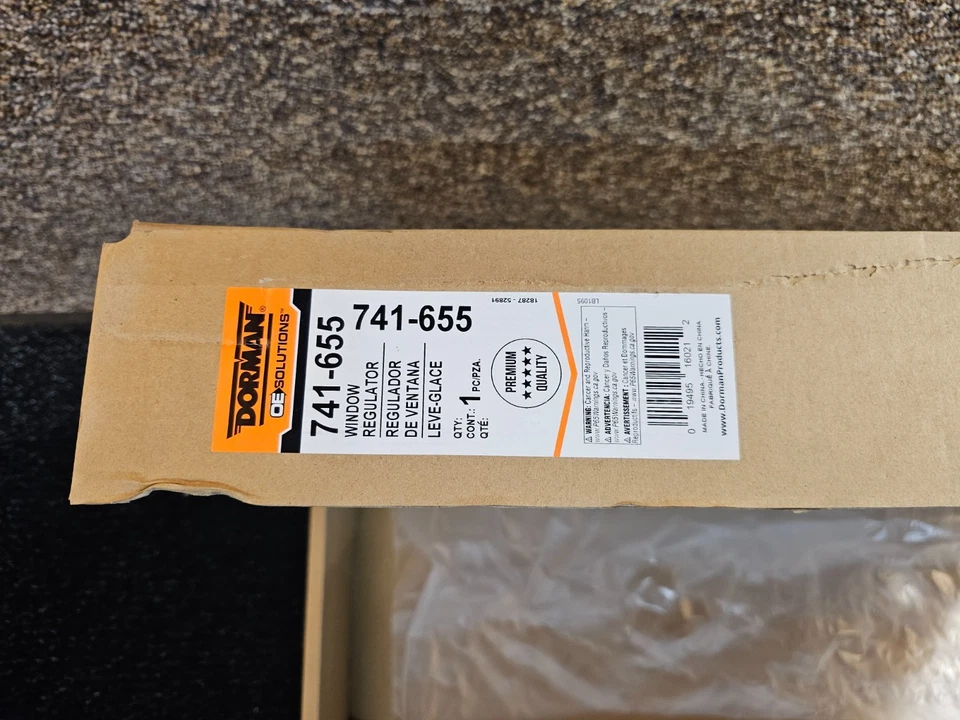 DORMAN®
OE SOLUTIONS™
741-655
741-655
WINDOW
REGULATOR
REGULADOR
DE VENTANA
LEVE-GLACE
QTY:
CONT.: 1 PC/PZA.
QTÉ:
PREMIUM
★★★★★
★★★★★
QUALITY
18287 - 52891
LB1095
⚠ WARNING: Cancer and Reproductive Harm -
www.P65Warnings.ca.gov
⚠ ADVERTENCIA: Cáncer y Daños Reproductivos -
www.P65Warnings.ca.gov
⚠ AVERTISSEMENT : Cancer et Dommages
Reproductifs - www.P65Warnings.ca.gov
0 19495 16021 2
MADE IN CHINA - HECHO EN CHINA
FABRIQUÉ À CHINE
www.DormanProducts.com